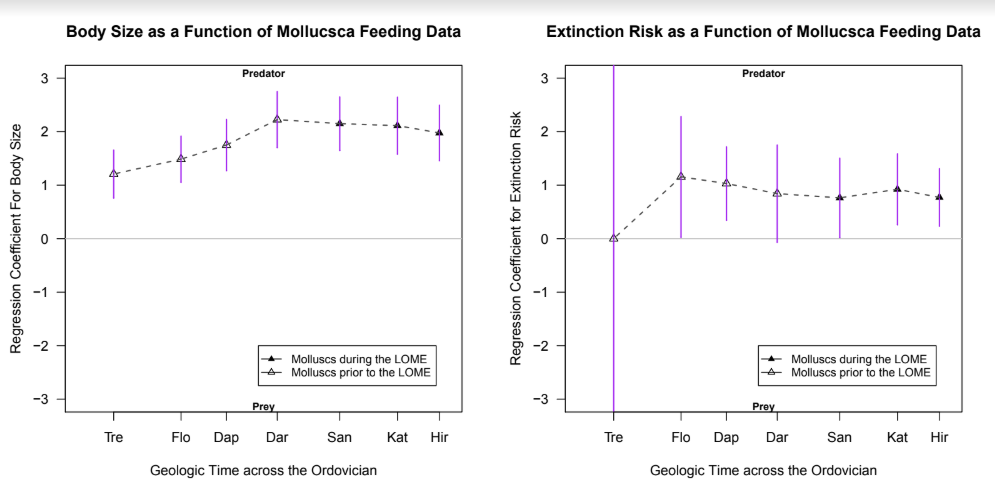 Body Size as a Function of Mollucsca Feeding Data
Predator
3
2
1
0
−1
−2
−3
Regression Coefficient For Body Size
Molluscs during the LOME
Molluscs prior to the LOME
Prey
Tre Flo Dap Dar San Kat Hir
Geologic Time across the Ordovician
Extinction Risk as a Function of Mollucsca Feeding Data
Predator
3
2
1
0
−1
−2
−3
Regression Coefficient for Extinction Risk
Molluscs during the LOME
Molluscs prior to the LOME
Prey
Tre Flo Dap Dar San Kat Hir
Geologic Time across the Ordovician